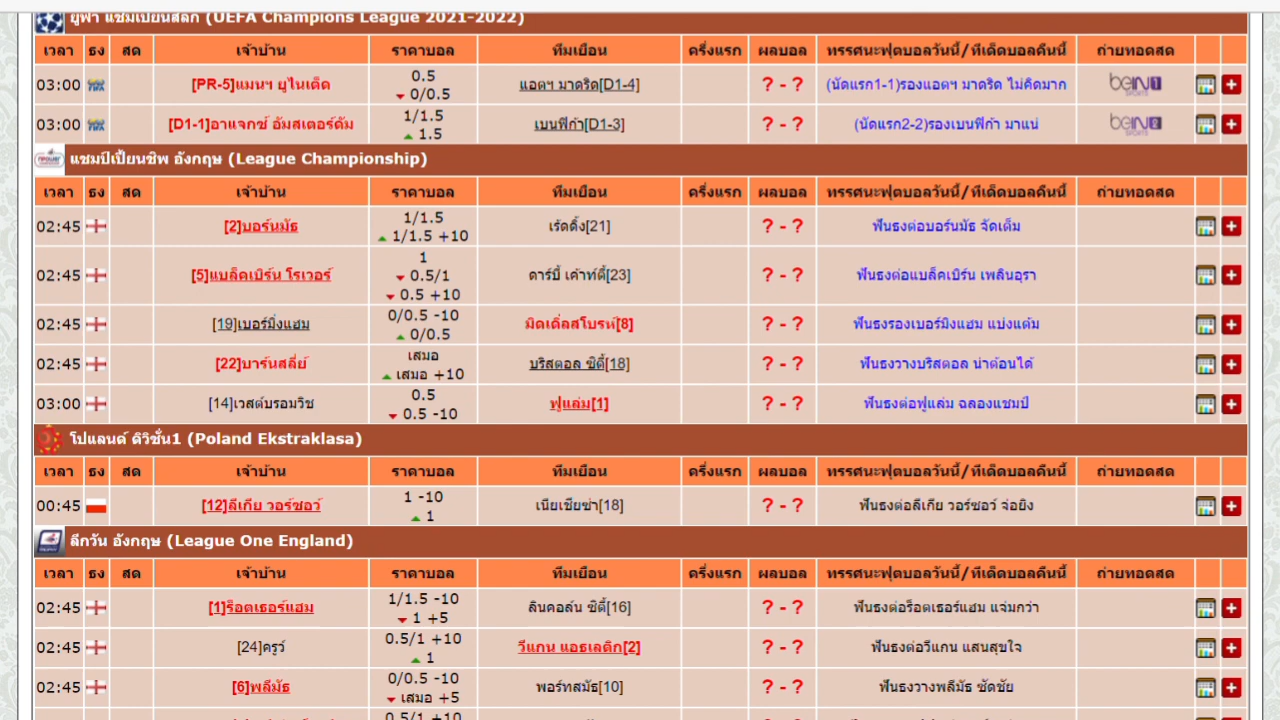 ยูฟ่า แชมเปี้ยนส์ลีก (UEFA Champions League 2021-2022)
เวลา ธง สด เจ้าบ้าน ราคาบอล ทีมเยือน ครึ่งแรก ผลบอล ทรรศนะฟุตบอลวันนี้/ทีเด็ดบอลคืนนี้ ถ่ายทอดสด
03:00 [PR-5]แมนฯ ยูไนเต็ด 0.5 แอตฯ มาดริด[D1-4] ? - ? (นัดแรก1-1)รองแอตฯ มาดริด ไม่คิดมาก beIN SPORTS 1
0/0.5
03:00 [D1-1]อาแจกซ์ อัมสเตอร์ดัม 1/1.5 เบนฟิก้า[D1-3] ? - ? (นัดแรก2-2)รองเบนฟิก้า มาแน่ beIN SPORTS 2
1.5
แชมป์เปี้ยนชิพ อังกฤษ (League Championship)
เวลา ธง สด เจ้าบ้าน ราคาบอล ทีมเยือน ครึ่งแรก ผลบอล ทรรศนะฟุตบอลวันนี้/ทีเด็ดบอลคืนนี้ ถ่ายทอดสด
02:45 [2]บอร์นมัธ 1/1.5 เร้ดดิ้ง[21] ? - ? ฟันธงต่อบอร์นมัธ จัดเต็ม
1/1.5 +10
02:45 [5]แบล็คเบิร์น โรเวอร์ 1 ดาร์บี้ เค้าท์ตี้[23] ? - ? ฟันธงต่อแบล็คเบิร์น เพลินอุรา
0.5/1
0.5 +10
02:45 [19]เบอร์มิ่งแฮม 0/0.5 -10 มิดเดิ่ลสโบรห์[8] ? - ? ฟันธงรองเบอร์มิงแฮม แบ่งแต้ม
0/0.5
02:45 [22]บาร์นสลี่ย์ เสมอ บริสตอล ซิตี้[18] ? - ? ฟันธงวางบริสตอล น่าต้อนได้
เสมอ +10
03:00 [14]เวสต์บรอมวิช 0.5 ฟูแล่ม[1] ? - ? ฟันธงต่อฟูแล่ม ฉลองแชมป์
0.5 -10
โปแลนด์ ดิวิชั่น1 (Poland Ekstraklasa)
เวลา ธง สด เจ้าบ้าน ราคาบอล ทีมเยือน ครึ่งแรก ผลบอล ทรรศนะฟุตบอลวันนี้/ทีเด็ดบอลคืนนี้ ถ่ายทอดสด
00:45 [12]ลีเกีย วอร์ซอว์ 1 -10 เนียเซียซ่า[18] ? - ? ฟันธงต่อลีเกีย วอร์ซอว์ จ่อยิง
1
ลีกวัน อังกฤษ (League One England)
เวลา ธง สด เจ้าบ้าน ราคาบอล ทีมเยือน ครึ่งแรก ผลบอล ทรรศนะฟุตบอลวันนี้/ทีเด็ดบอลคืนนี้ ถ่ายทอดสด
02:45 [1]ร็อตเธอร์แฮม 1/1.5 -10 ลินคอล์น ซิตี้[16] ? - ? ฟันธงต่อร็อตเธอร์แฮม แจ่มกว่า
1 +5
02:45 [24]ครูว์ 0.5/1 +10 วีแกน แอธเลติก[2] ? - ? ฟันธงต่อวีแกน แสนสุขใจ
1
02:45 [6]พลีมัธ 0/0.5 -10 พอร์ทสมัธ[10] ? - ? ฟันธงวางพลีมัธ ชัดชัย
เสมอ +5
0.5/1 +10